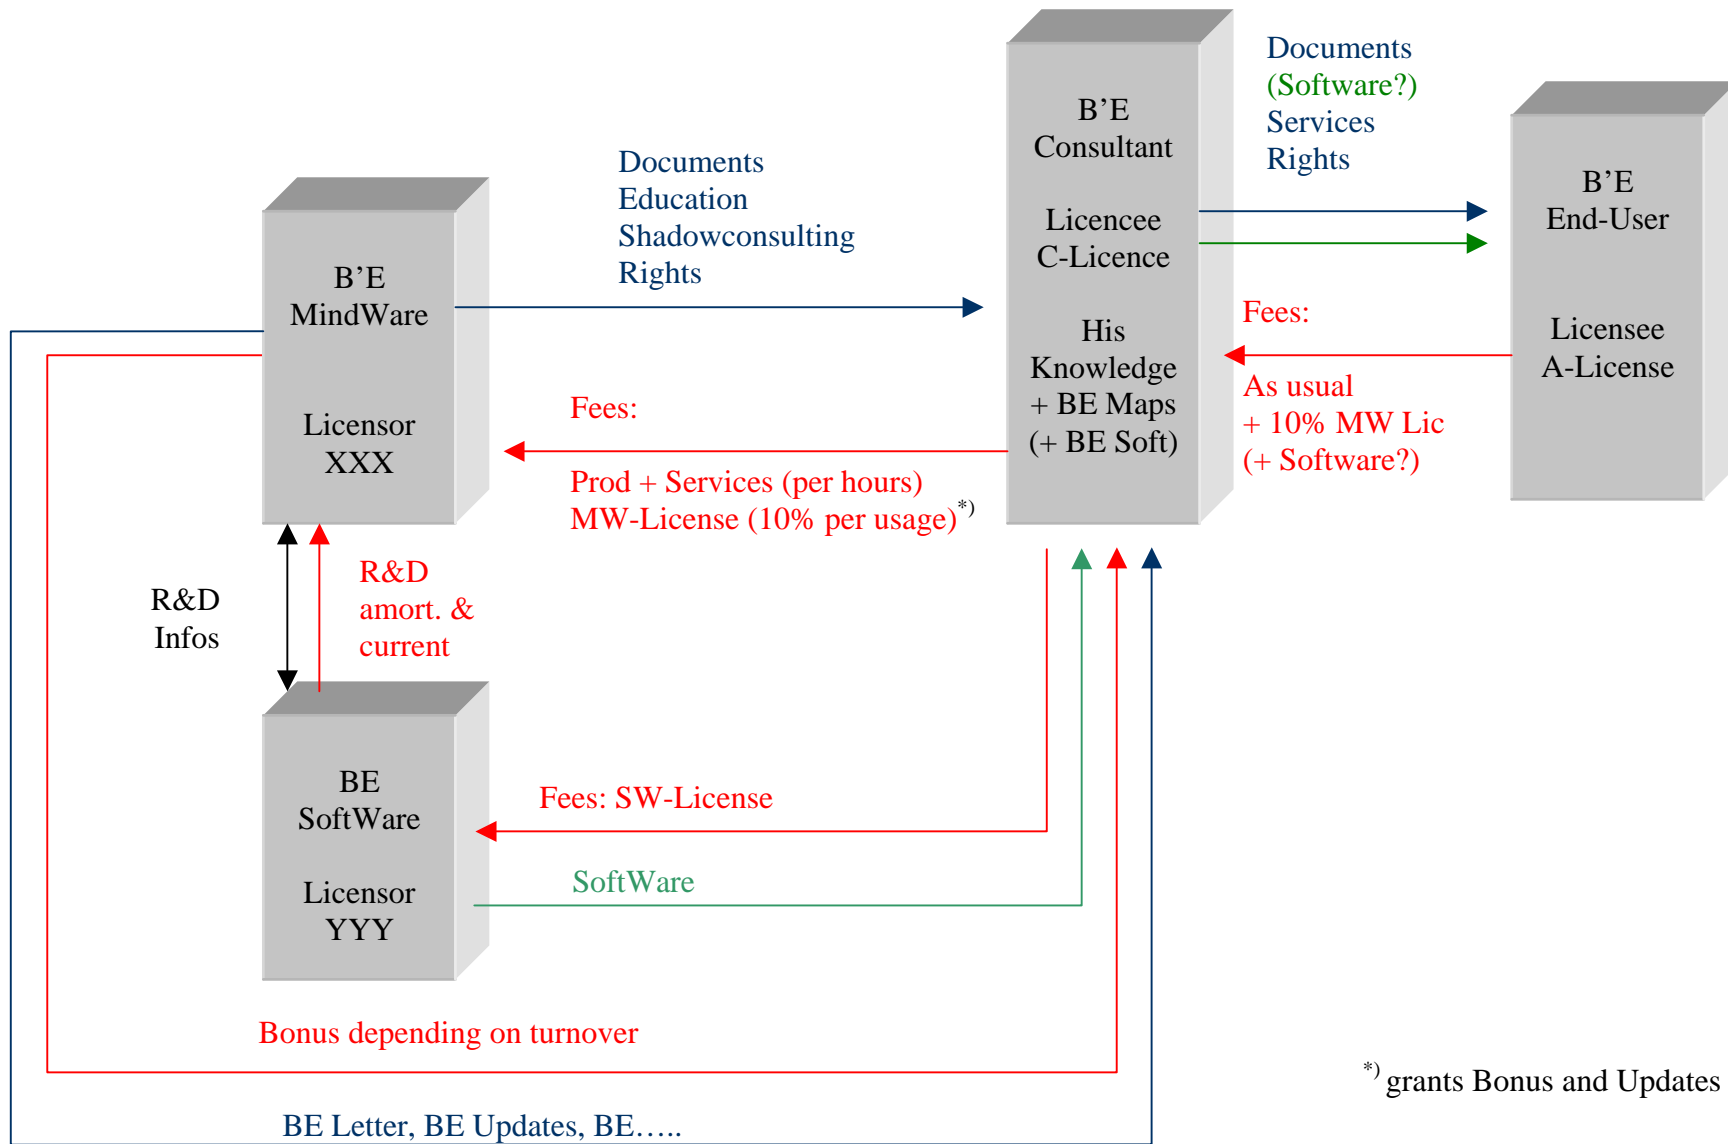 Documents
(Software?)
Services
Rights
B’E
Consultant
Licencee
C-Licence
His
Knowledge
+ BE Maps
(+ BE Soft)
B’E
End-User
Licensee
A-License
Documents
Education
Shadowconsulting
Rights
B’E
MindWare
Licensor
XXX
Fees:
As usual
+ 10% MW Lic
(+ Software?)
Fees:
Prod + Services (per hours)
MW-License (10% per usage)*)
R&D
Infos
R&D
amort. &
current
BE
SoftWare
Licensor
YYY
Fees: SW-License
SoftWare
Bonus depending on turnover
*) grants Bonus and Updates
BE Letter, BE Updates, BE…..